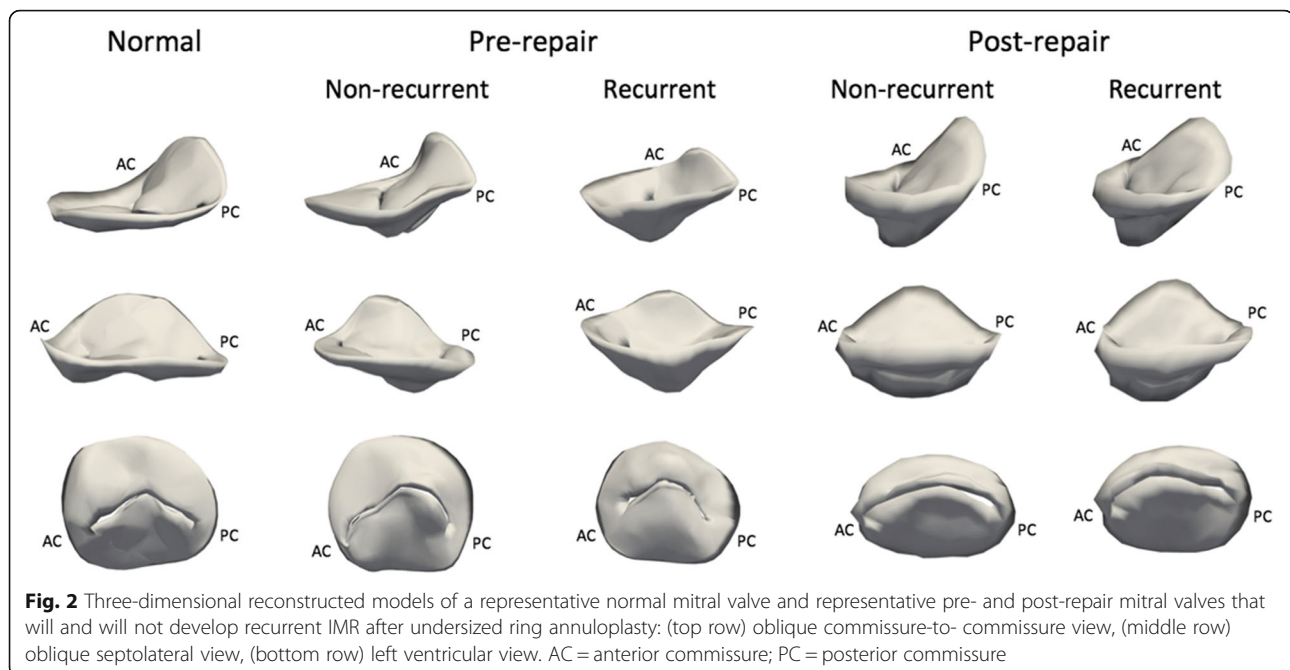 Normal Pre-repair Post-repair
Non-recurrent Recurrent Non-recurrent Recurrent
AC PC AC PC AC PC AC PC AC PC
AC PC AC PC AC PC AC PC AC PC
AC PC AC PC AC PC AC PC AC PC
Fig. 2 Three-dimensional reconstructed models of a representative normal mitral valve and representative pre- and post-repair mitral valves that
will and will not develop recurrent IMR after undersized ring annuloplasty: (top row) oblique commissure-to- commissure view, (middle row)
oblique septolateral view, (bottom row) left ventricular view. AC = anterior commissure; PC = posterior commissure